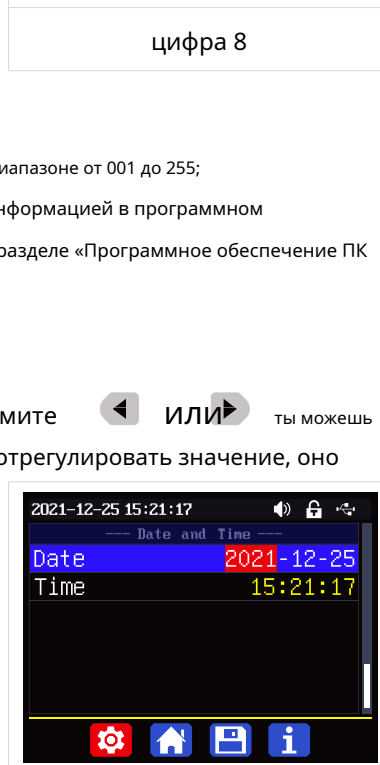 цифра 8
иапазоне от 001 до 255;
нформацией в программном
разделе «Программное обеспечение ПК
мите или ты можешь
отрегулировать значение, оно
2021-12-25 15:21:17
--- Date and Time ---
Date 2021-12-25
Time 15:21:17